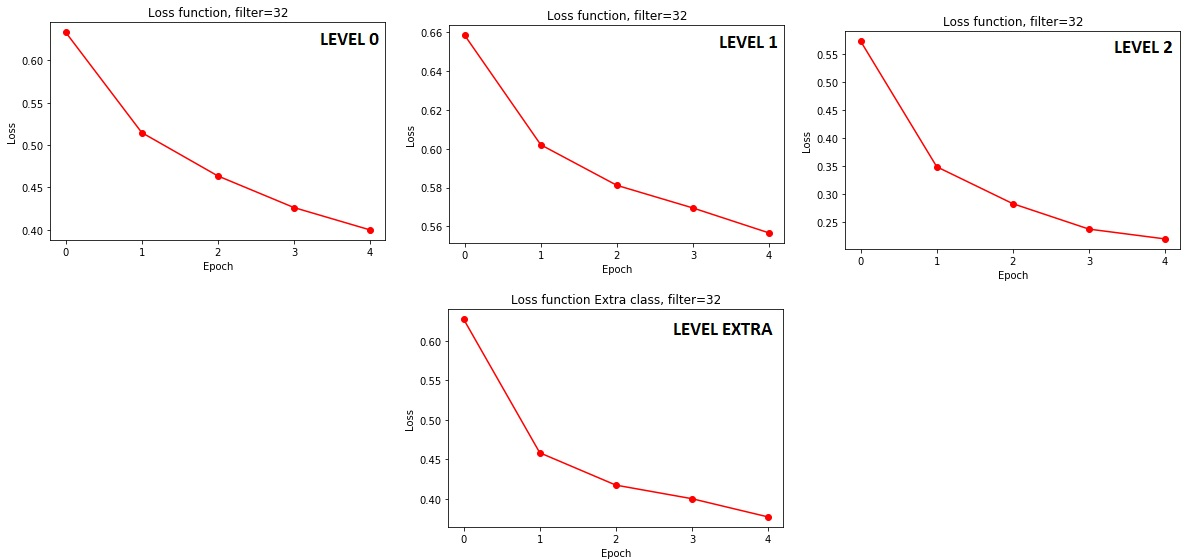 Loss function, filter=32
LEVEL 0
0.60
0.55
0.50
0.45
0.40
Loss
0 1 2 3 4
Epoch
Loss function, filter=32
LEVEL 1
0.66
0.64
0.62
0.60
0.58
0.56
Loss
0 1 2 3 4
Epoch
Loss function, filter=32
LEVEL 2
0.55
0.50
0.45
0.40
0.35
0.30
0.25
Loss
0 1 2 3 4
Epoch
Loss function Extra class, filter=32
LEVEL EXTRA
0.60
0.55
0.50
0.45
0.40
Loss
0 1 2 3 4
Epoch